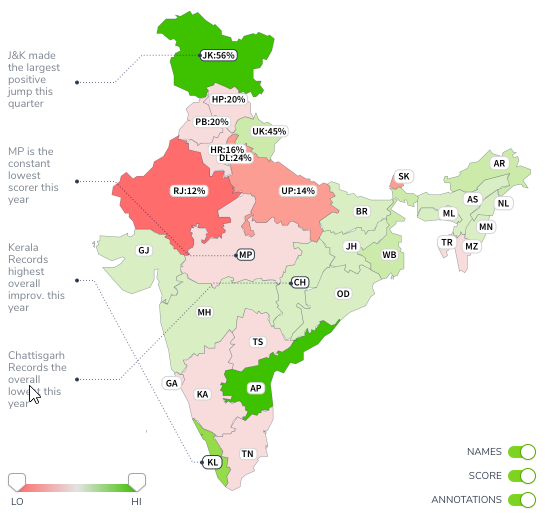 J&K made
the largest
positive
jump this
quarter
MP is the
constant
lowest
scorer this
year
Kerala
Records
highest
overall
improv. this
year
Chattisgarh
Records the
overall
lowest this
year
JK:56%
HP:20%
PB:20%
UK:45%
HR:16%
DL:24%
RJ:12%
UP:14%
SK
AR
AS
NL
ML
MN
TR
MZ
BR
GJ
MP
JH
WB
CH
OD
MH
TS
GA
KA
AP
KL
TN
LO
HI
NAMES
SCORE
ANNOTATIONS